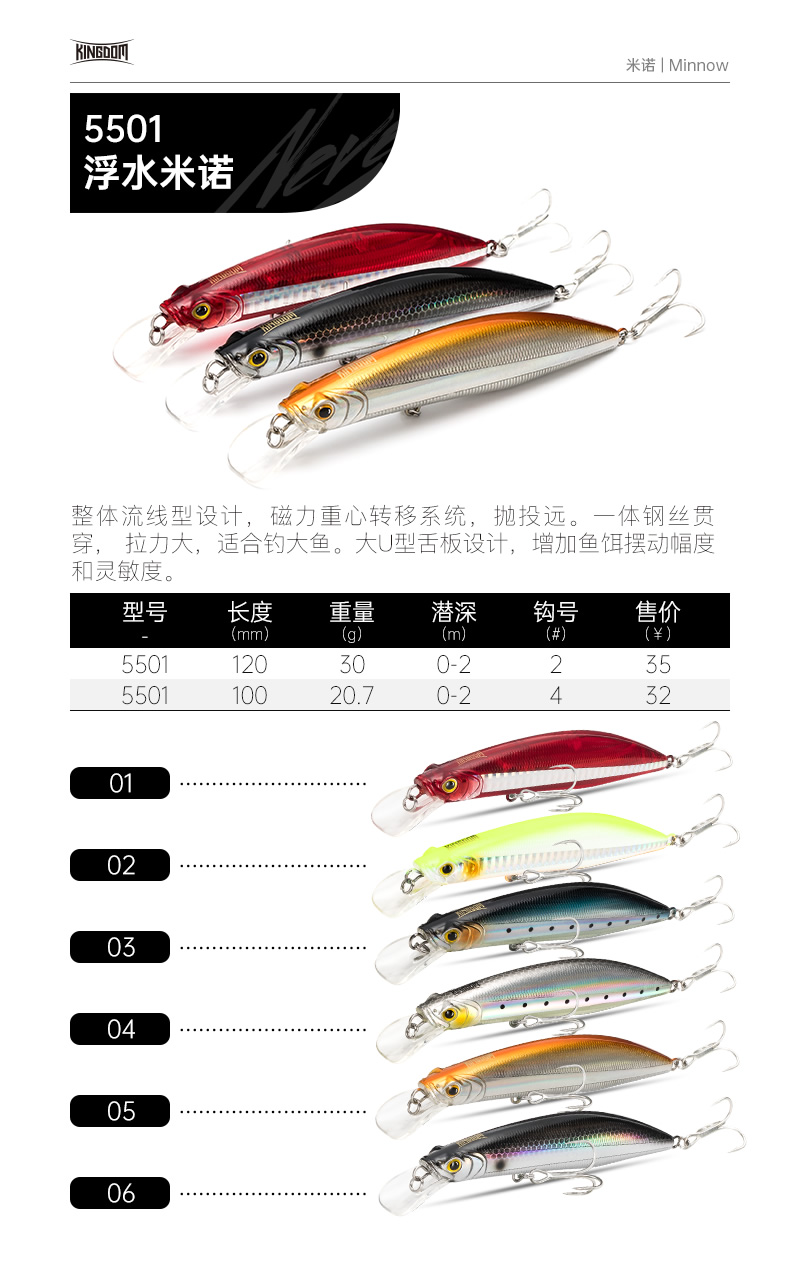 KINGDOM
米诺 | Minnow
5501
浮水米诺
整体流线型设计，磁力重心转移系统，抛投远。一体钢丝贯
穿， 拉力大，适合钓大鱼。大U型舌板设计，增加鱼饵摆动幅度
和灵敏度。
型号 长度 重量 潜深 钩号 售价
- (mm) (g) (m) (#) (¥)
5501 120 30 0-2 2 35
5501 100 20.7 0-2 4 32
01
02
03
04
05
06